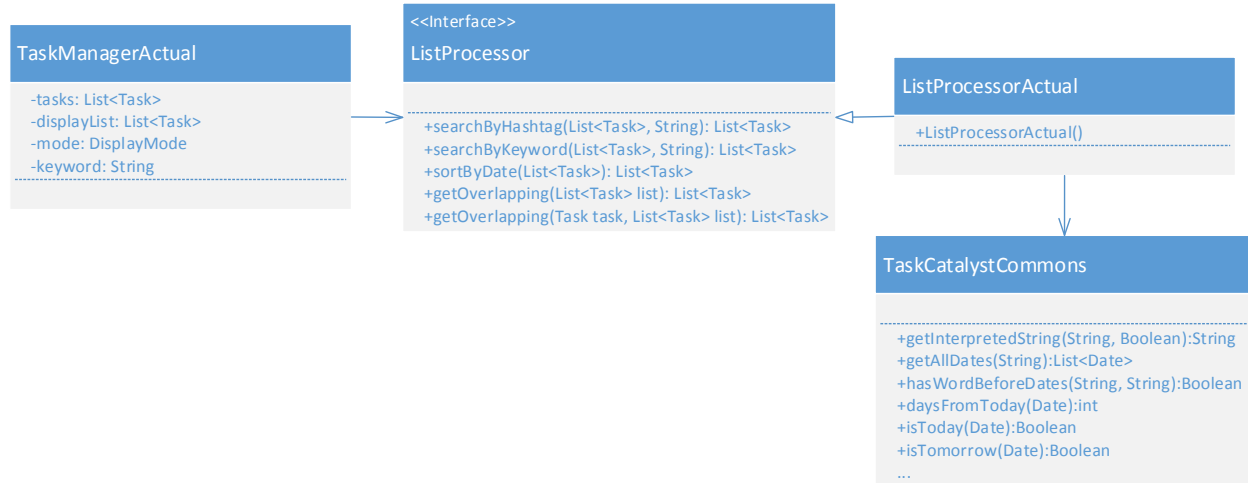 TaskManagerActual
-tasks: List<Task>
-displayList: List<Task>
-mode: DisplayMode
-keyword: String
<<Interface>>
ListProcessor
+searchByHashtag(List<Task>, String): List<Task>
+searchByKeyword(List<Task>, String): List<Task>
+sortByDate(List<Task>): List<Task>
+getOverlapping(List<Task> list): List<Task>
+getOverlapping(Task task, List<Task> list): List<Task>
ListProcessorActual
+ListProcessorActual()
TaskCatalystCommons
+getInterpretedString(String, Boolean):String
+getAllDates(String):List<Date>
+hasWordBeforeDates(String, String):Boolean
+daysFromToday(Date):int
+isToday(Date):Boolean
+isTomorrow(Date):Boolean
...